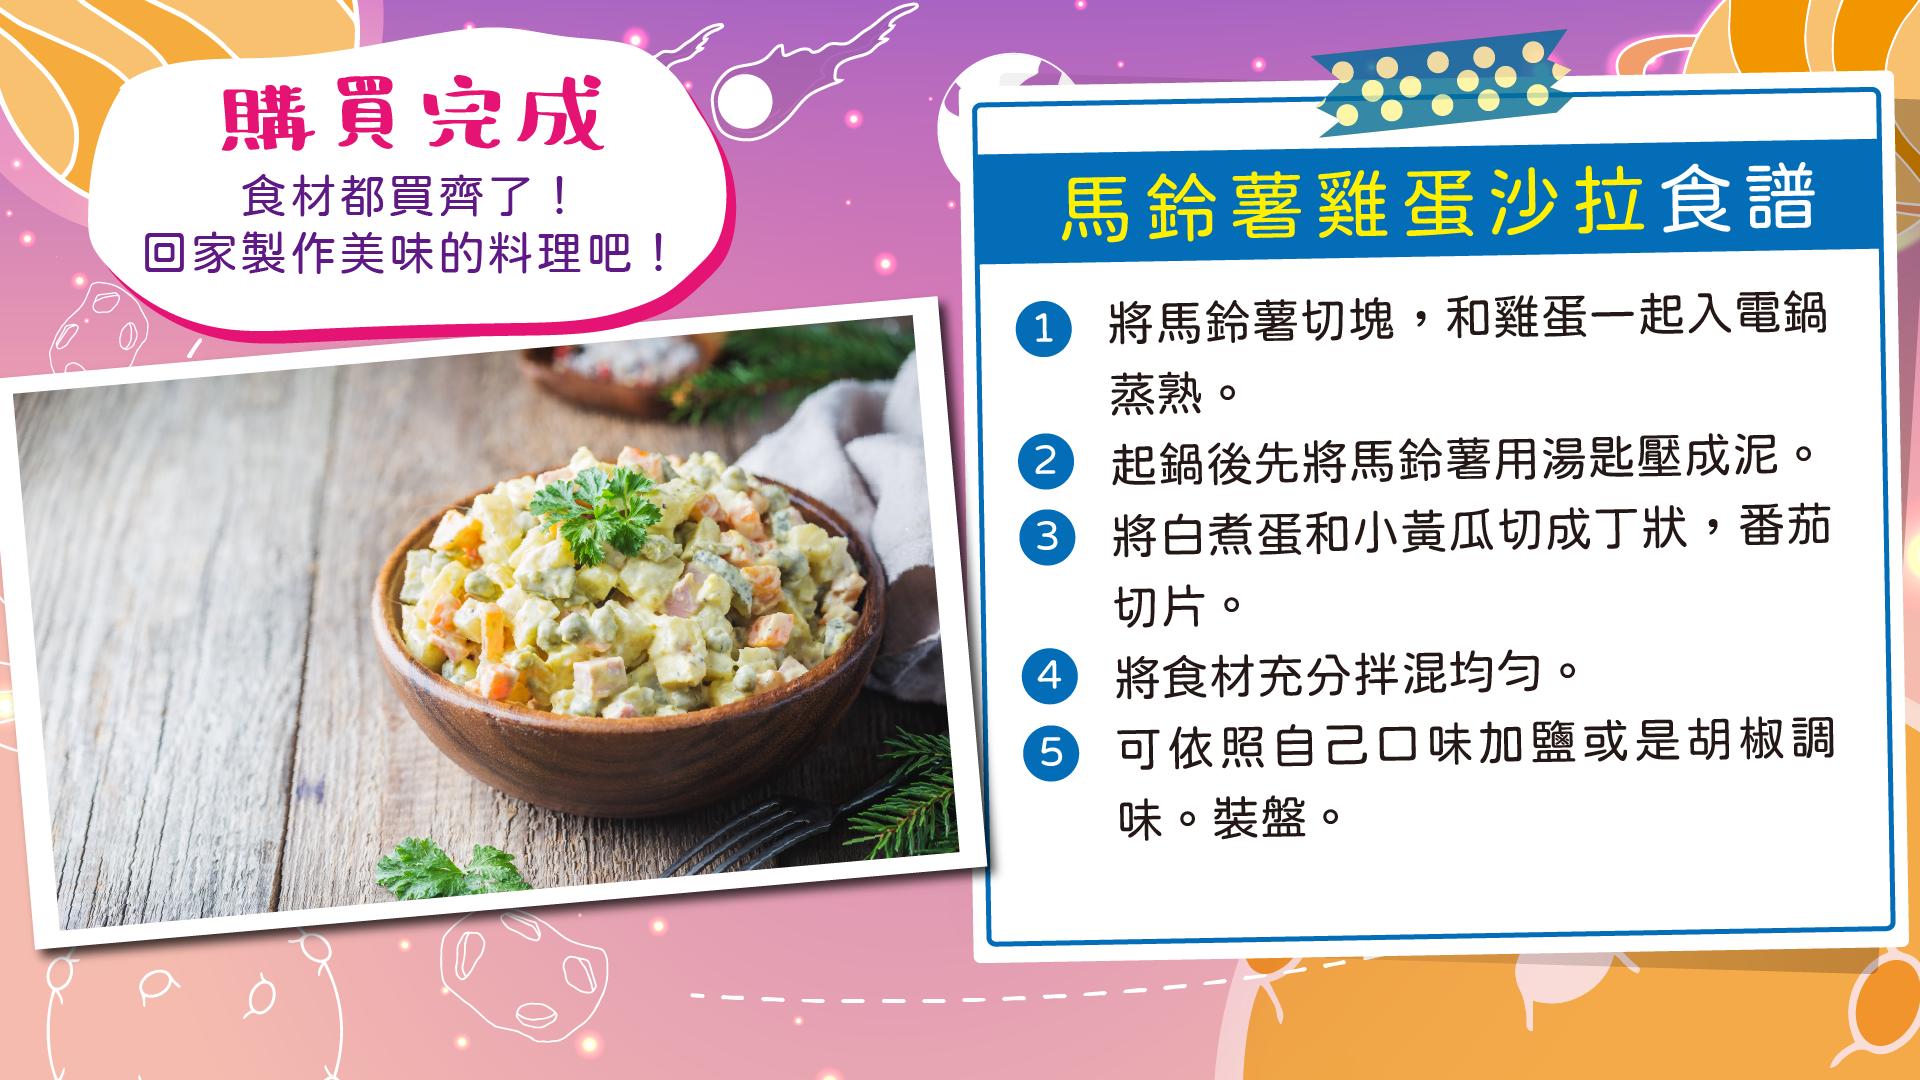 購買完成
食材都買齊了！
回家製作美味的料理吧！
馬鈴薯雞蛋沙拉食譜
1 將馬鈴薯切塊，和雞蛋一起入電鍋
蒸熟。
2 起鍋後先將馬鈴薯用湯匙壓成泥。
3 將白煮蛋和小黃瓜切成丁狀，番茄
切片。
4 將食材充分拌混均勻。
5 可依照自己口味加鹽或是胡椒調
味。裝盤。